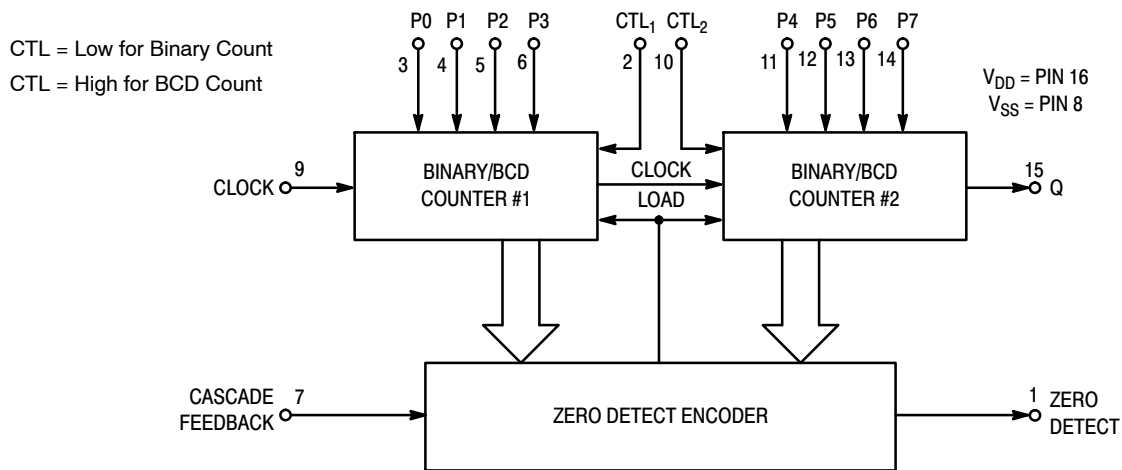 CTL = Low for Binary Count
CTL = High for BCD Count
P0 P1 P2 P3 CTL1 CTL2 P4 P5 P6 P7
3 4 5 6 2 10 11 12 13 14
VDD = PIN 16
VSS = PIN 8
CLOCK 9
BINARY/BCD
COUNTER #1
CLOCK
LOAD
BINARY/BCD
COUNTER #2
15
Q
CASCADE
FEEDBACK
7
ZERO DETECT ENCODER
1
ZERO
DETECT